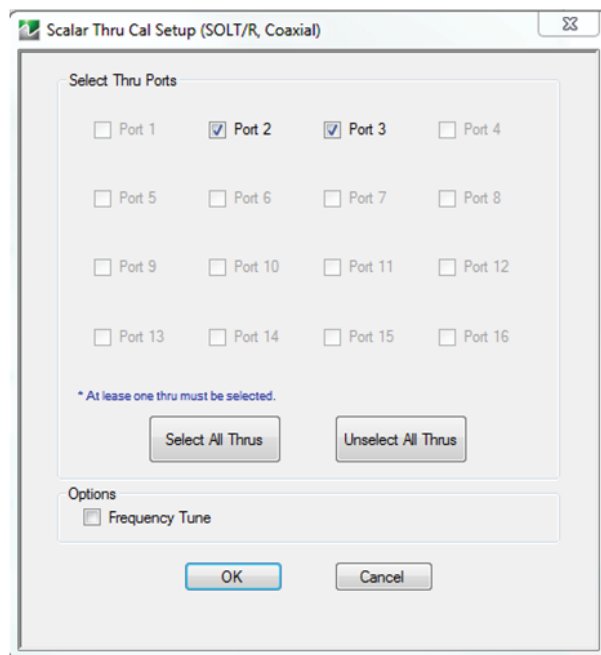 Scalar Thru Cal Setup (SOLT/R, Coaxial)
Select Thru Ports
Port 1 Port 2 Port 3 Port 4
Port 5 Port 6 Port 7 Port 8
Port 9 Port 10 Port 11 Port 12
Port 13 Port 14 Port 15 Port 16
* At lease one thru must be selected.
Select All Thrus Unselect All Thrus
Options
Frequency Tune
OK Cancel